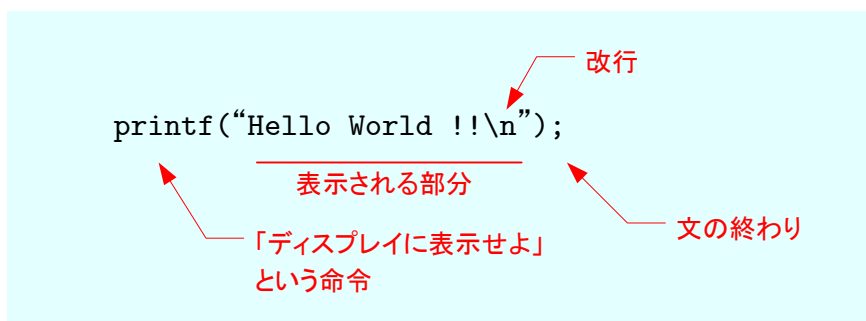 改行
printf(“Hello World !!\n”);
表示される部分
文の終わり
「ディスプレイに表示せよ」
という命令